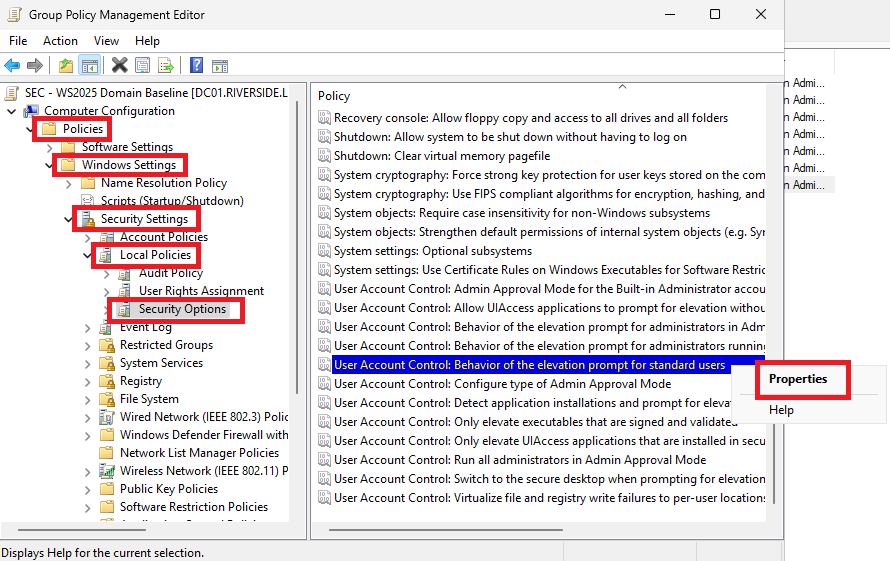 Group Policy Management Editor
File Action View Help
SEC - WS2025 Domain Baseline [DC01.RIVERSIDE.L
Computer Configuration
Policies
Software Settings
Windows Settings
Name Resolution Policy
Scripts (Startup/Shutdown)
Security Settings
Account Policies
Local Policies
Audit Policy
User Rights Assignment
Security Options
Event Log
Restricted Groups
System Services
Registry
File System
Wired Network (IEEE 802.3) Polic
Windows Defender Firewall with
Network List Manager Policies
Wireless Network (IEEE 802.11) P
Public Key Policies
Software Restriction Policies
Policy
Recovery console: Allow floppy copy and access to all drives and all folders
Shutdown: Allow system to be shut down without having to log on
Shutdown: Clear virtual memory pagefile
System cryptography: Force strong key protection for user keys stored on the com
System cryptography: Use FIPS compliant algorithms for encryption, hashing, and
System objects: Require case insensitivity for non-Windows subsystems
System objects: Strengthen default permissions of internal system objects (e.g. Syr
System settings: Optional subsystems
System settings: Use Certificate Rules on Windows Executables for Software Restric
User Account Control: Admin Approval Mode for the Built-in Administrator accou
User Account Control: Allow UIAccess applications to prompt for elevation withou
User Account Control: Behavior of the elevation prompt for administrators in Adm
User Account Control: Behavior of the elevation prompt for administrators running
User Account Control: Behavior of the elevation prompt for standard users
User Account Control: Configure type of Admin Approval Mode
User Account Control: Detect application installations and prompt for eleva
User Account Control: Only elevate executables that are signed and validated
User Account Control: Only elevate UIAccess applications that are installed in secu
User Account Control: Run all administrators in Admin Approval Mode
User Account Control: Switch to the secure desktop when prompting for elevation
User Account Control: Virtualize file and registry write failures to per-user locations
Properties
Help
n Admi...
n Admi...
n Admi...
n Admi...
n Admi...
n Admi...
n Admi...
Displays Help for the current selection.